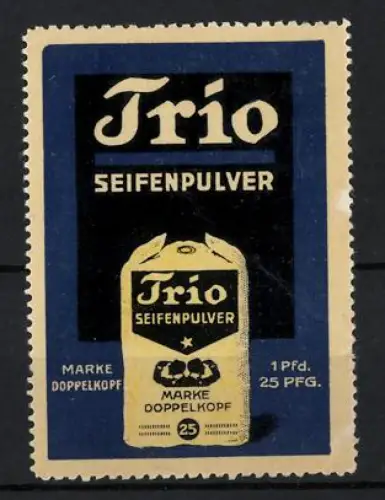 Trio
SEIFENPULVER
Trio
SEIFENPULVER
MARKE
DOPPELKOPF
25
MARKE
DOPPELKOPF
1 Pfd.
25 PFG.